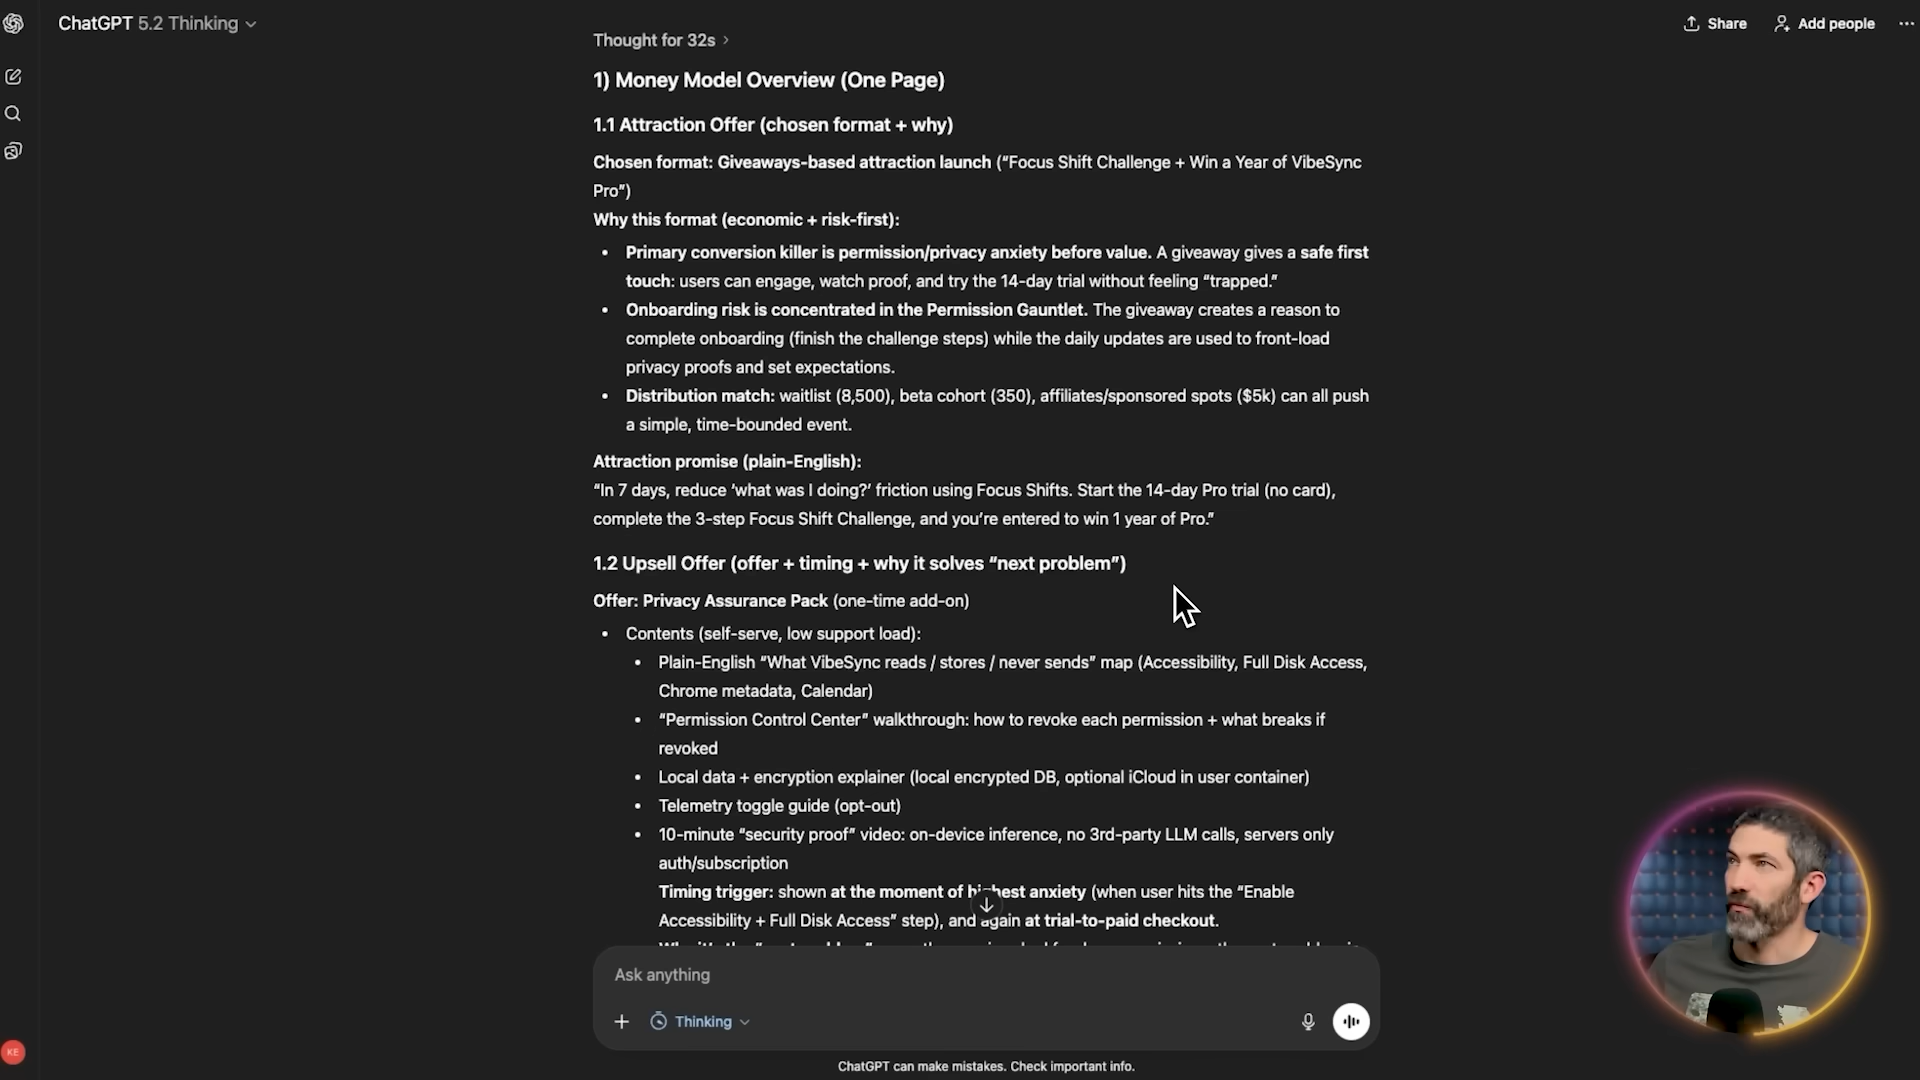 ChatGPT 5.2 Thinking
Share
Add people
Thought for 32s
1) Money Model Overview (One Page)
1.1 Attraction Offer (chosen format + why)
Chosen format: Giveaways-based attraction launch (“Focus Shift Challenge + Win a Year of VibeSync
Pro”)
Why this format (economic + risk-first):
• Primary conversion killer is permission/privacy anxiety before value. A giveaway gives a safe first
touch: users can engage, watch proof, and try the 14-day trial without feeling “trapped.”
• Onboarding risk is concentrated in the Permission Gauntlet. The giveaway creates a reason to
complete onboarding (finish the challenge steps) while the daily updates are used to front-load
privacy proofs and set expectations.
• Distribution match: waitlist (8,500), beta cohort (350), affiliates/sponsored spots ($5k) can all push
a simple, time-bounded event.
Attraction promise (plain-English):
“In 7 days, reduce ‘what was I doing?’ friction using Focus Shifts. Start the 14-day Pro trial (no card),
complete the 3-step Focus Shift Challenge, and you’re entered to win 1 year of Pro.”
1.2 Upsell Offer (offer + timing + why it solves “next problem”)
Offer: Privacy Assurance Pack (one-time add-on)
• Contents (self-serve, low support load):
• Plain-English “What VibeSync reads / stores / never sends” map (Accessibility, Full Disk Access,
Chrome metadata, Calendar)
• “Permission Control Center” walkthrough: how to revoke each permission + what breaks if
revoked
• Local data + encryption explainer (local encrypted DB, optional iCloud in user container)
• Telemetry toggle guide (opt-out)
• 10-minute “security proof” video: on-device inference, no 3rd-party LLM calls, servers only
auth/subscription
Timing trigger: shown at the moment of highest anxiety (when user hits the “Enable
Accessibility + Full Disk Access” step), and again at trial-to-paid checkout.
Ask anything
Thinking
KE
ChatGPT can make mistakes. Check important info.